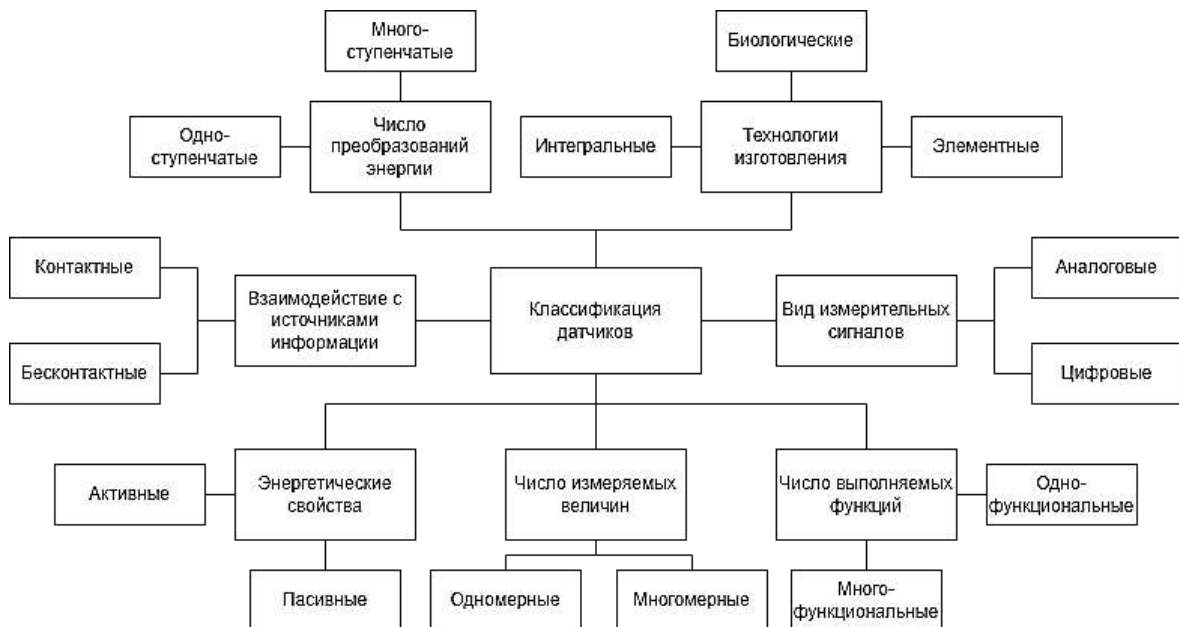 Много-
ступенчатые
Биологические
Одно-
ступенчатые
Число
преобразований
энергии
Интегральные
Технологии
изготовления
Элементные
Контактные
Бесконтактные
Взаимодействие с
источниками
информации
Классификация
датчиков
Вид измерительных
сигналов
Аналоговые
Цифровые
Активные
Энергетические
свойства
Число измеряемых
величин
Число выполняемых
функций
Одно-
функциональные
Пасивные
Одномерные
Многомерные
Много-
функциональные